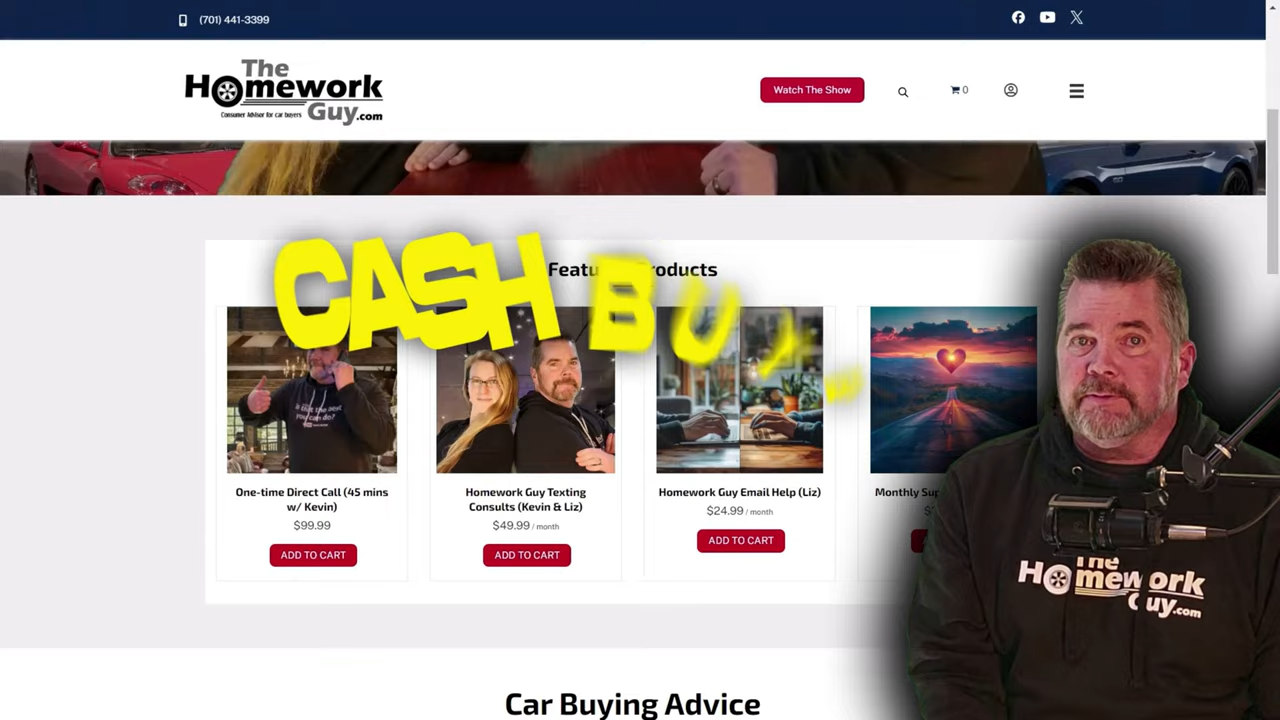 (701) 441-3399
The
Homework
Guy.com
Consumer Advisor for car buyers
Watch The Show
0
CASH BUY
Products
One-time Direct Call (45 mins
w/ Kevin)
$99.99
ADD TO CART
Homework Guy Texting
Consults (Kevin & Liz)
$49.99 / month
ADD TO CART
Homework Guy Email Help (Liz)
$24.99 / month
ADD TO CART
Monthly
The
Homework
Guy.com
Car Buying Advice